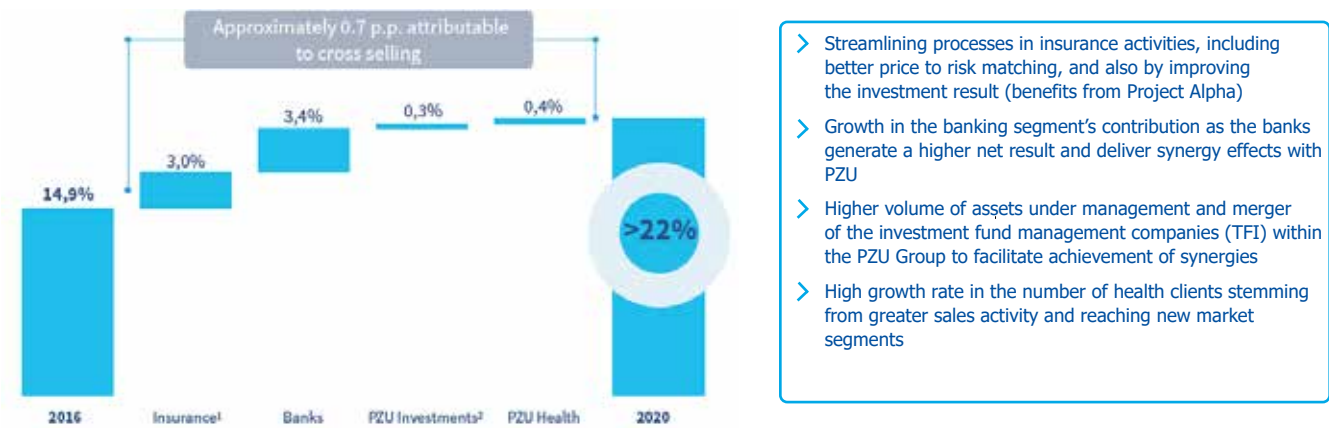 Approximately 0.7 p.p. attributable
to cross selling
14,9%
3,0%
3,4%
0,3%
0,4%
>22%
2016
Insurance¹
Banks
PZU Investments²
PZU Health
2020
Streamlining processes in insurance activities, including
better price to risk matching, and also by improving
the investment result (benefits from Project Alpha)
Growth in the banking segment’s contribution as the banks
generate a higher net result and deliver synergy effects with
PZU
Higher volume of assets under management and merger
of the investment fund management companies (TFI) within
the PZU Group to facilitate achievement of synergies
High growth rate in the number of health clients stemming
from greater sales activity and reaching new market
segments